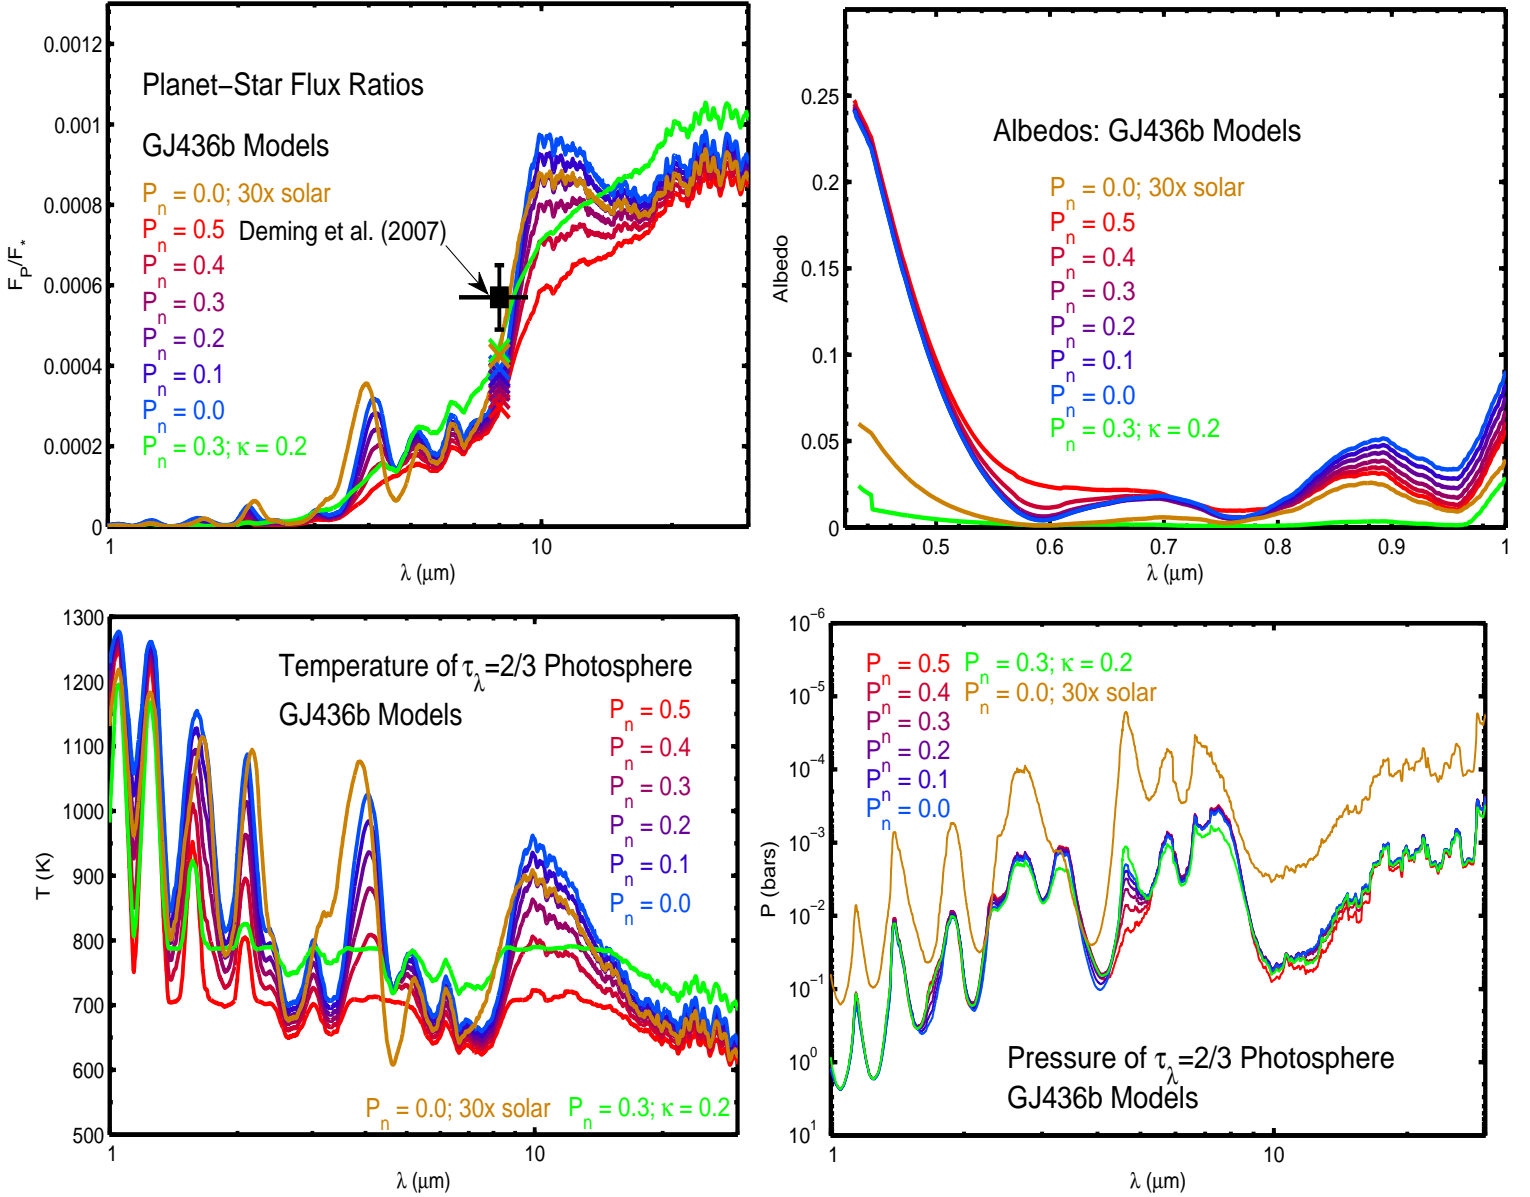 0.0012
0.001
0.0008
0.0006
0.0004
0.0002
0
F_P/F_*
Planet−Star Flux Ratios
GJ436b Models
P_n = 0.0; 30x solar
P_n = 0.5
Deming et al. (2007)
P_n = 0.4
P_n = 0.3
P_n = 0.2
P_n = 0.1
P_n = 0.0
P_n = 0.3; κ = 0.2
1
10
λ (μm)
0.25
0.2
0.15
0.1
0.05
0
Albedo
Albedos: GJ436b Models
P_n = 0.0; 30x solar
P_n = 0.5
P_n = 0.4
P_n = 0.3
P_n = 0.2
P_n = 0.1
P_n = 0.0
P_n = 0.3; κ = 0.2
0.5
0.6
0.7
0.8
0.9
1
λ (μm)
1300
1200
1100
1000
900
800
700
600
500
T (K)
Temperature of τ_λ=2/3 Photosphere
GJ436b Models
P_n = 0.5
P_n = 0.4
P_n = 0.3
P_n = 0.2
P_n = 0.1
P_n = 0.0
P_n = 0.0; 30x solar
P_n = 0.3; κ = 0.2
1
10
λ (μm)
10^−6
10^−5
10^−4
10^−3
10^−2
10^−1
10^0
10^1
P (bars)
P_n = 0.5
P_n = 0.3; κ = 0.2
P_n = 0.4
P_n = 0.0; 30x solar
P_n = 0.3
P_n = 0.2
P_n = 0.1
P_n = 0.0
Pressure of τ_λ=2/3 Photosphere
GJ436b Models
1
10
λ (μm)